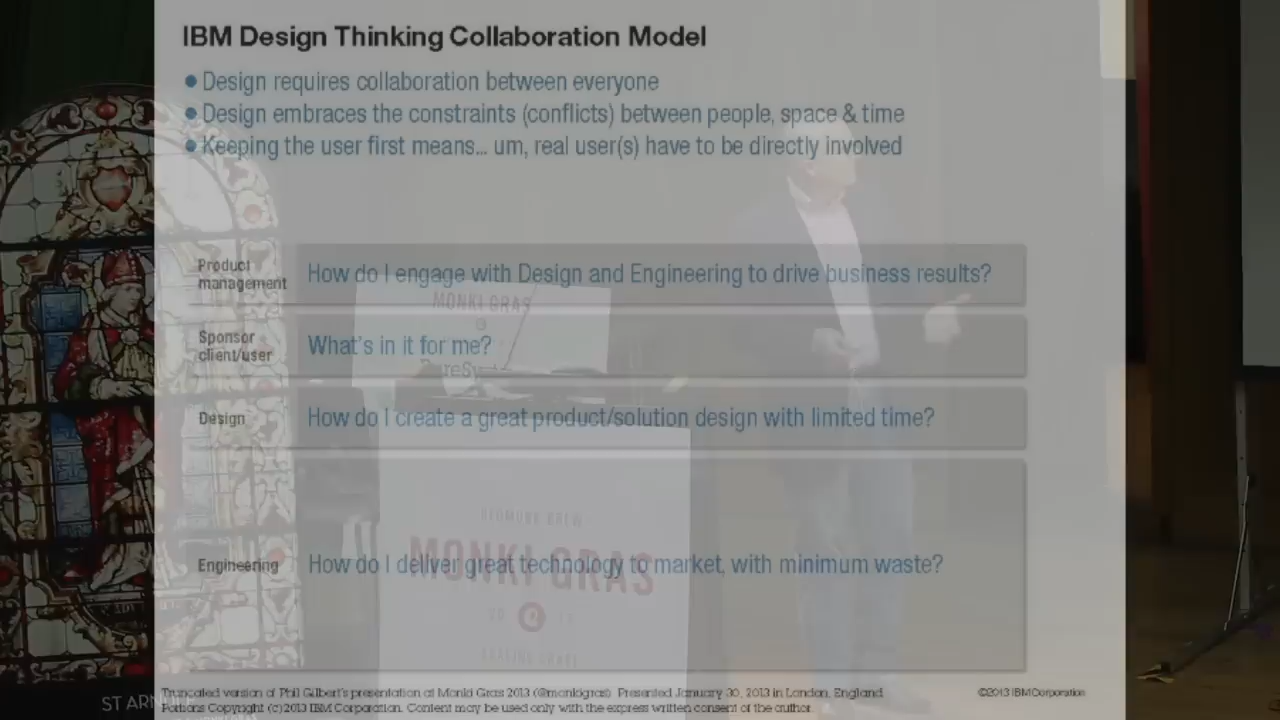 IBM Design Thinking Collaboration Model
● Design requires collaboration between everyone
● Design embraces the constraints (conflicts) between people, space & time
● Keeping the user first means... um, real user(s) have to be directly involved
Product
management
How do I engage with Design and Engineering to drive business results?
MONKI GRAS
Sponsor
client/user
What's in it for me?
Design
How do I create a great product/solution design with limited time?
Engineering
How do I deliver great technology to market, with minimum waste?
MONKI GRAS
Truncated version of Phil Gilbert's presentation at Monki Gras 2013 (@monkigras). Presented January 30, 2013 in London, England.
Portions Copyright (c) 2013 IBM Corporation. Content may be used only with the express written consent of the author.
©2013 IBM Corporation
ST